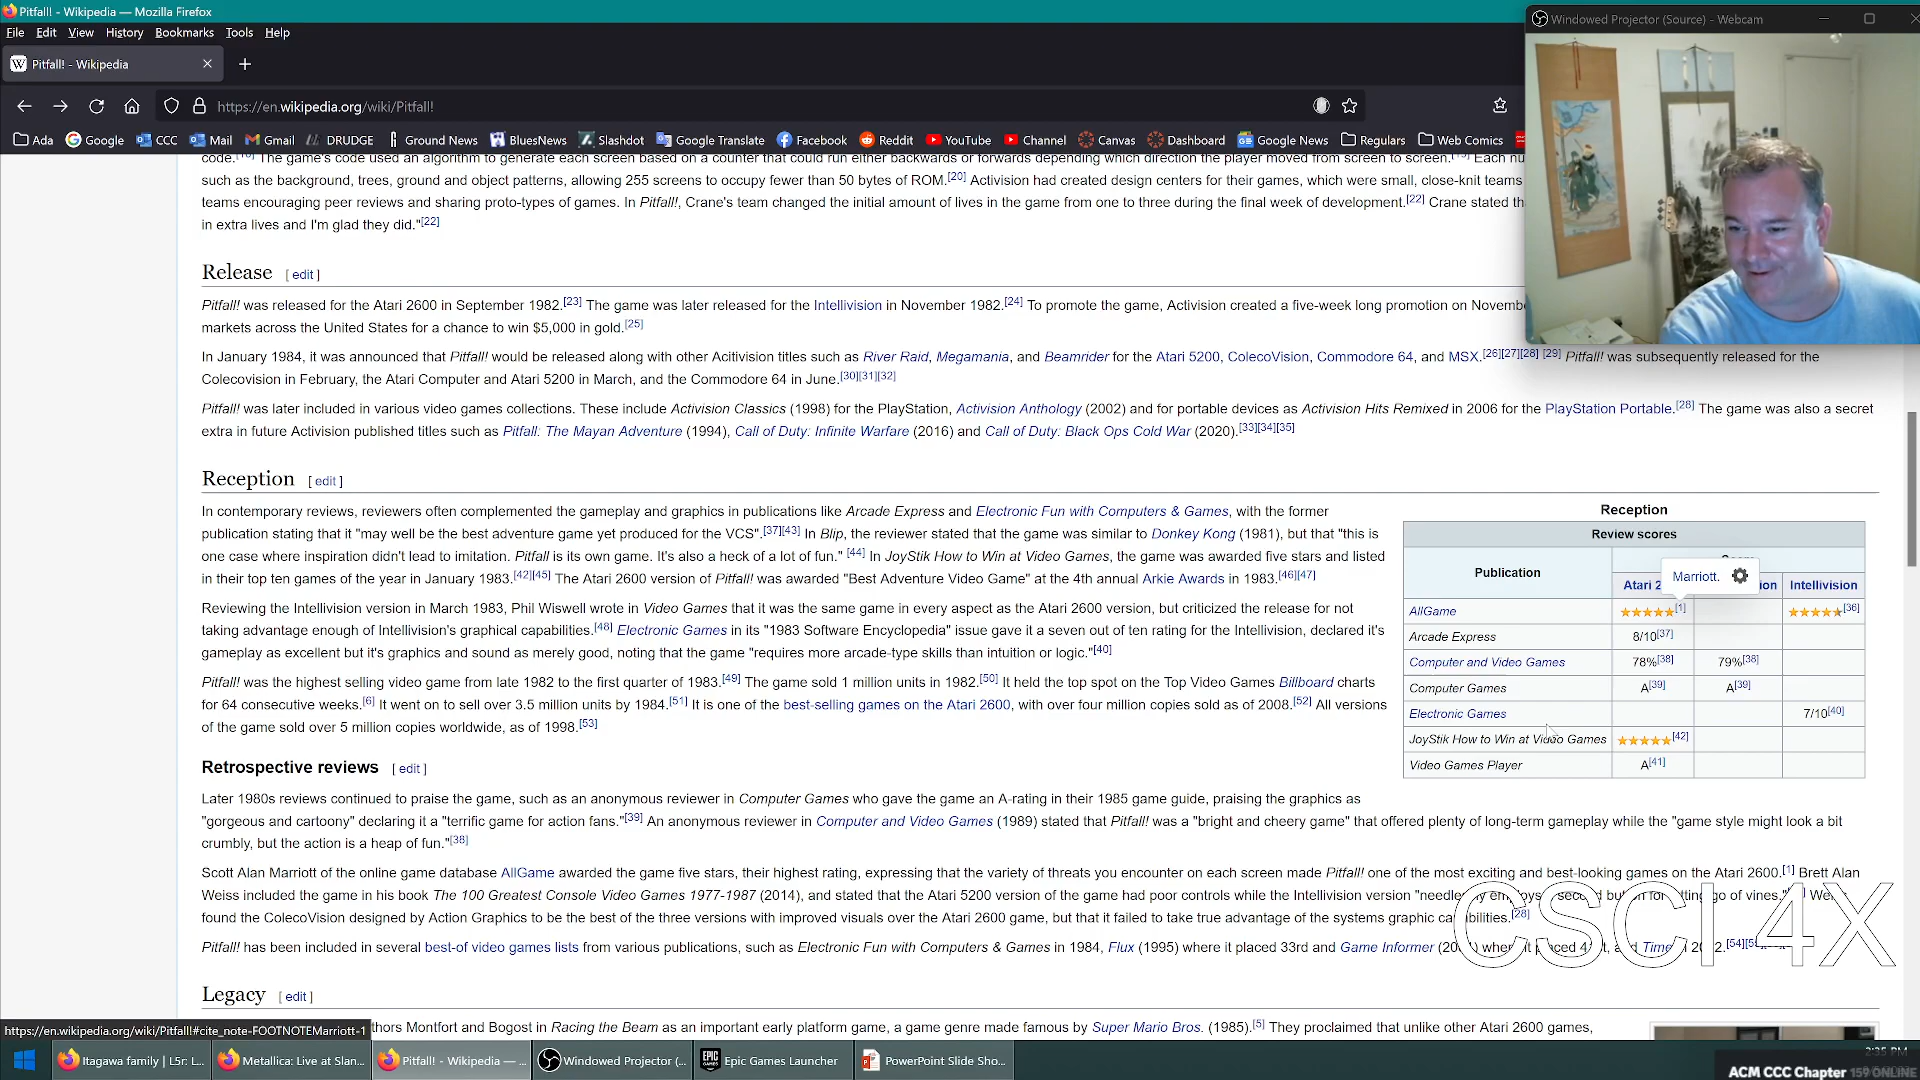 Pitfall! - Wikipedia — Mozilla Firefox
Windowed Projector (Source) - Webcam
File Edit View History Bookmarks Tools Help
Pitfall! - Wikipedia
https://en.wikipedia.org/wiki/Pitfall!
Ada Google CCC Mail Gmail DRUDGE Ground News BluesNews Slashdot Google Translate Facebook Reddit YouTube Channel Canvas Dashboard Google News Regulars Web Comics
code. The game's code used an algorithm to generate each screen based on a counter that could run either backwards or forwards depending which direction the player moved from screen to screen. Each nu
such as the background, trees, ground and object patterns, allowing 255 screens to occupy fewer than 50 bytes of ROM.[20] Activision had created design centers for their games, which were small, close-knit teams
teams encouraging peer reviews and sharing proto-types of games. In Pitfall!, Crane's team changed the initial amount of lives in the game from one to three during the final week of development.[22] Crane stated th
in extra lives and I'm glad they did."[22]
Release [ edit ]
Pitfall! was released for the Atari 2600 in September 1982.[23] The game was later released for the Intellivision in November 1982.[24] To promote the game, Activision created a five-week long promotion on Novemb
markets across the United States for a chance to win $5,000 in gold.[25]
In January 1984, it was announced that Pitfall! would be released along with other Acitivision titles such as River Raid, Megamania, and Beamrider for the Atari 5200, ColecoVision, Commodore 64, and MSX.[26][27][28][29] Pitfall! was subsequently released for the
Colecovision in February, the Atari Computer and Atari 5200 in March, and the Commodore 64 in June.[30][31][32]
Pitfall! was later included in various video games collections. These include Activision Classics (1998) for the PlayStation, Activision Anthology (2002) and for portable devices as Activision Hits Remixed in 2006 for the PlayStation Portable.[28] The game was also a secret
extra in future Activision published titles such as Pitfall: The Mayan Adventure (1994), Call of Duty: Infinite Warfare (2016) and Call of Duty: Black Ops Cold War (2020).[33][34][35]
Reception [ edit ]
In contemporary reviews, reviewers often complemented the gameplay and graphics in publications like Arcade Express and Electronic Fun with Computers & Games, with the former
publication stating that it "may well be the best adventure game yet produced for the VCS".[37][43] In Blip, the reviewer stated that the game was similar to Donkey Kong (1981), but that "this is
one case where inspiration didn't lead to imitation. Pitfall is its own game. It's also a heck of a lot of fun." [44] In JoyStik How to Win at Video Games, the game was awarded five stars and listed
in their top ten games of the year in January 1983.[42][45] The Atari 2600 version of Pitfall! was awarded "Best Adventure Video Game" at the 4th annual Arkie Awards in 1983.[46][47]
Reviewing the Intellivision version in March 1983, Phil Wiswell wrote in Video Games that it was the same game in every aspect as the Atari 2600 version, but criticized the release for not
taking advantage enough of Intellivision's graphical capabilities.[48] Electronic Games in its "1983 Software Encyclopedia" issue gave it a seven out of ten rating for the Intellivision, declared it's
gameplay as excellent but it's graphics and sound as merely good, noting that the game "requires more arcade-type skills than intuition or logic."[40]
Pitfall! was the highest selling video game from late 1982 to the first quarter of 1983.[49] The game sold 1 million units in 1982.[50] It held the top spot on the Top Video Games Billboard charts
for 64 consecutive weeks.[6] It went on to sell over 3.5 million units by 1984.[51] It is one of the best-selling games on the Atari 2600, with over four million copies sold as of 2008.[52] All versions
of the game sold over 5 million copies worldwide, as of 1998.[53]
Reception
Review scores
Publication
Marriott.
Atari 2 ion Intellivision
AllGame ★★★★★[1] ★★★★★[36]
Arcade Express 8/10[37]
Computer and Video Games 78%[38] 79%[38]
Computer Games A[39] A[39]
Electronic Games 7/10[40]
JoyStik How to Win at Video Games ★★★★★[42]
Video Games Player A[41]
Retrospective reviews [ edit ]
Later 1980s reviews continued to praise the game, such as an anonymous reviewer in Computer Games who gave the game an A-rating in their 1985 game guide, praising the graphics as
"gorgeous and cartoony" declaring it a "terrific game for action fans."[39] An anonymous reviewer in Computer and Video Games (1989) stated that Pitfall! was a "bright and cheery game" that offered plenty of long-term gameplay while the "game style might look a bit
crumbly, but the action is a heap of fun."[38]
Scott Alan Marriott of the online game database AllGame awarded the game five stars, their highest rating, expressing that the variety of threats you encounter on each screen made Pitfall! one of the most exciting and best-looking games on the Atari 2600.[1] Brett Alan
Weiss included the game in his book The 100 Greatest Console Video Games 1977-1987 (2014), and stated that the Atari 5200 version of the game had poor controls while the Intellivision version "needle go of vines."
found the ColecoVision designed by Action Graphics to be the best of the three versions with improved visuals over the Atari 2600 game, but that it failed to take true advantage of the systems graphic [28]
Pitfall! has been included in several best-of video games lists from various publications, such as Electronic Fun with Computers & Games in 1984, Flux (1995) where it placed 33rd and Game Informer
CSCI 4X
Legacy [ edit ]
https://en.wikipedia.org/wiki/Pitfall!#cite_note-FOOTNOTEMarriott-1
thors Montfort and Bogost in Racing the Beam as an important early platform game, a game genre made famous by Super Mario Bros. (1985).[5] They proclaimed that unlike other Atari 2600 games,
Itagawa family | L5r: L... Metallica: Live at Slan... Pitfall! - Wikipedia — ... Windowed Projector (... Epic Games Launcher PowerPoint Slide Sho...
2:35 PM
ACM CCC Chapter 159 ONLINE